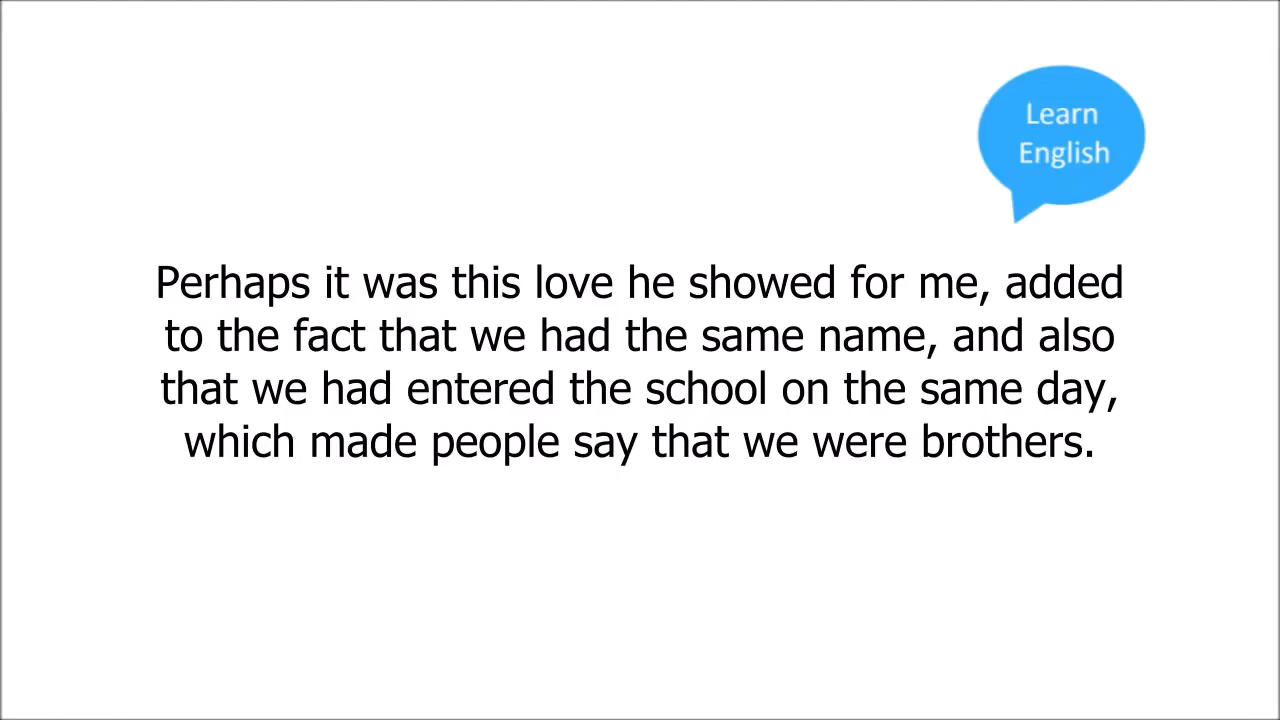 Learn
English
Perhaps it was this love he showed for me, added
to the fact that we had the same name, and also
that we had entered the school on the same day,
which made people say that we were brothers.